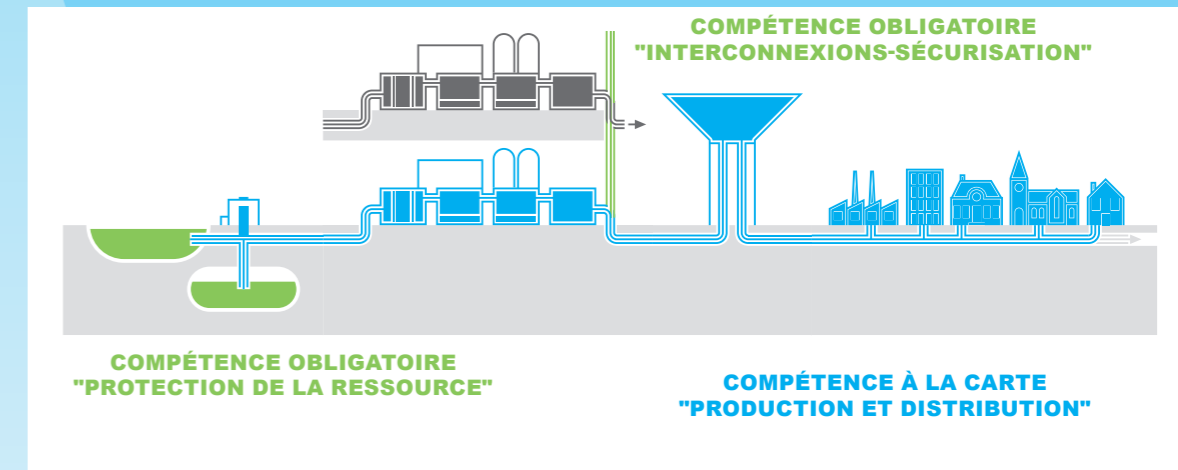 COMPÉTENCE OBLIGATOIRE
"INTERCONNEXIONS-SÉCURISATION"
COMPÉTENCE OBLIGATOIRE
"PROTECTION DE LA RESSOURCE"
COMPÉTENCE À LA CARTE
"PRODUCTION ET DISTRIBUTION"